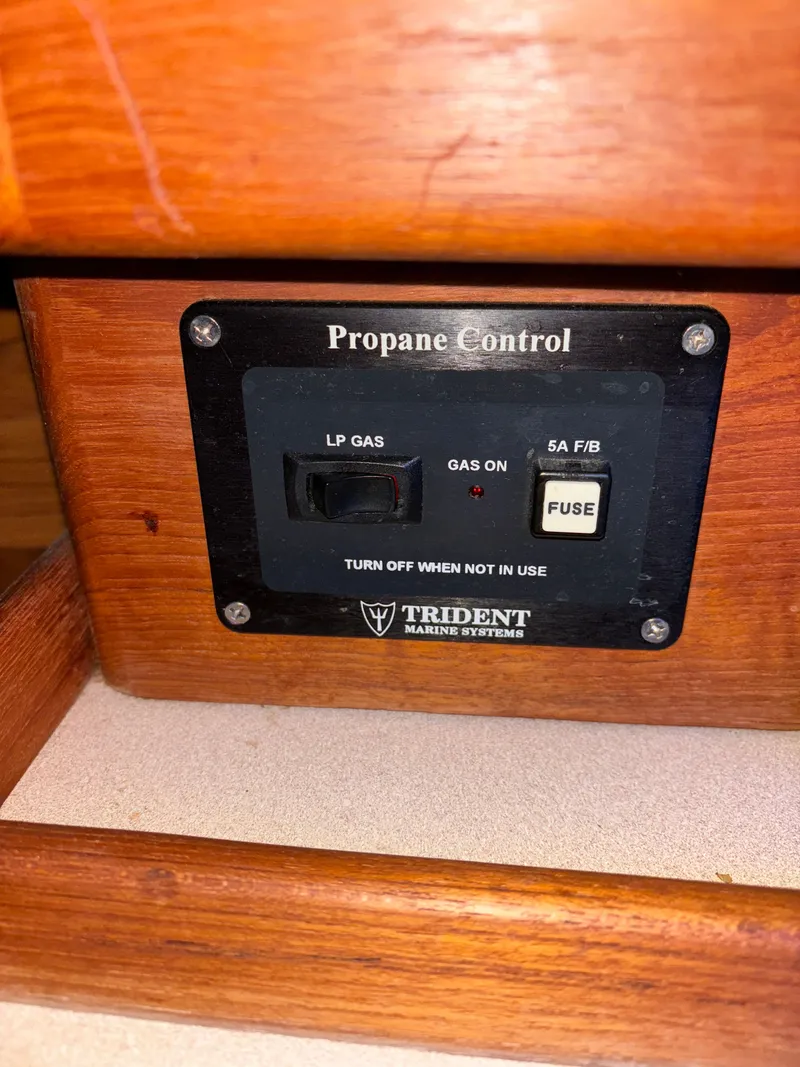 Propane Control
LP GAS
GAS ON
5A F/B
FUSE
TURN OFF WHEN NOT IN USE
TRIDENT
MARINE SYSTEMS